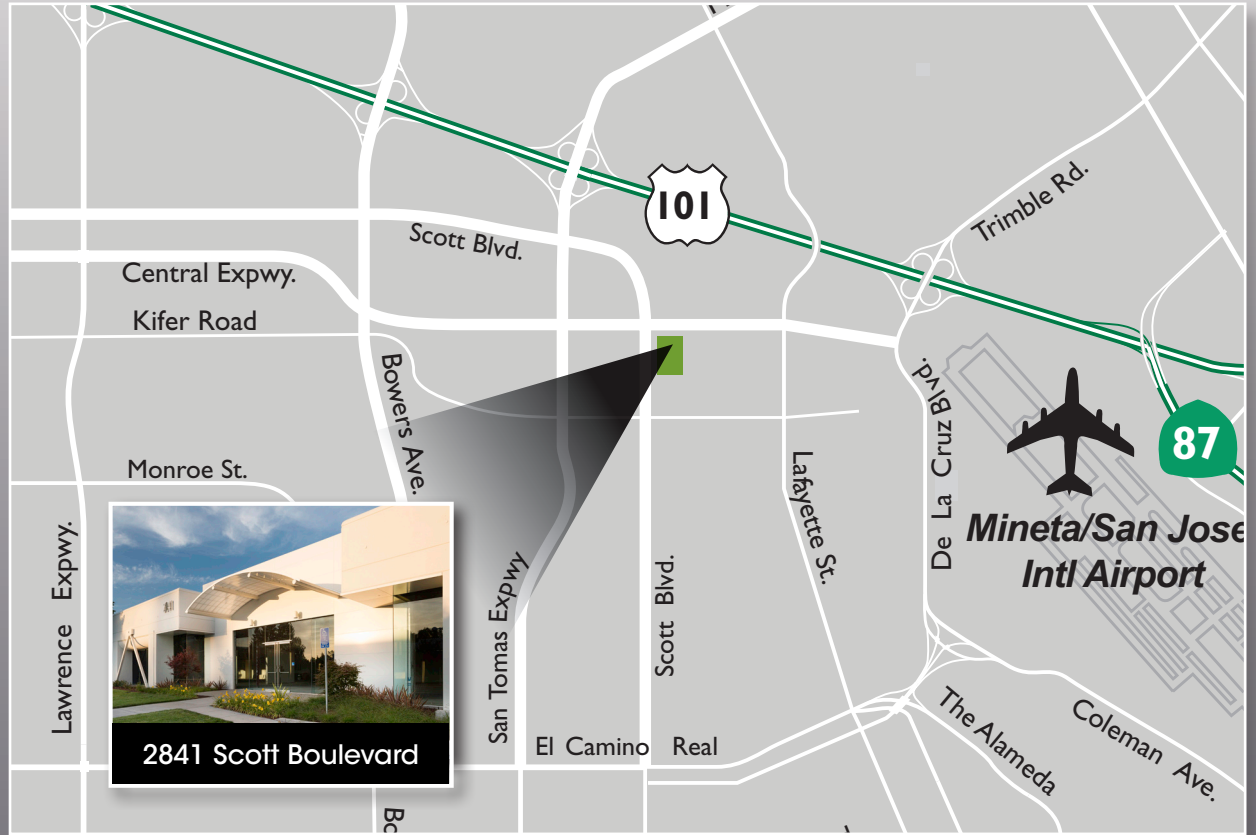 101
Scott Blvd.
Trimble Rd.
Central Expwy.
Kifer Road
Bowers Ave.
De La Cruz Blvd.
87
Monroe St.
Lafayette St.
Mineta/San Jose
Intl Airport
Lawrence Expwy.
San Tomas Expwy
Scott Blvd.
The Alameda
Coleman Ave.
El Camino Real
2841 Scott Boulevard
Bo